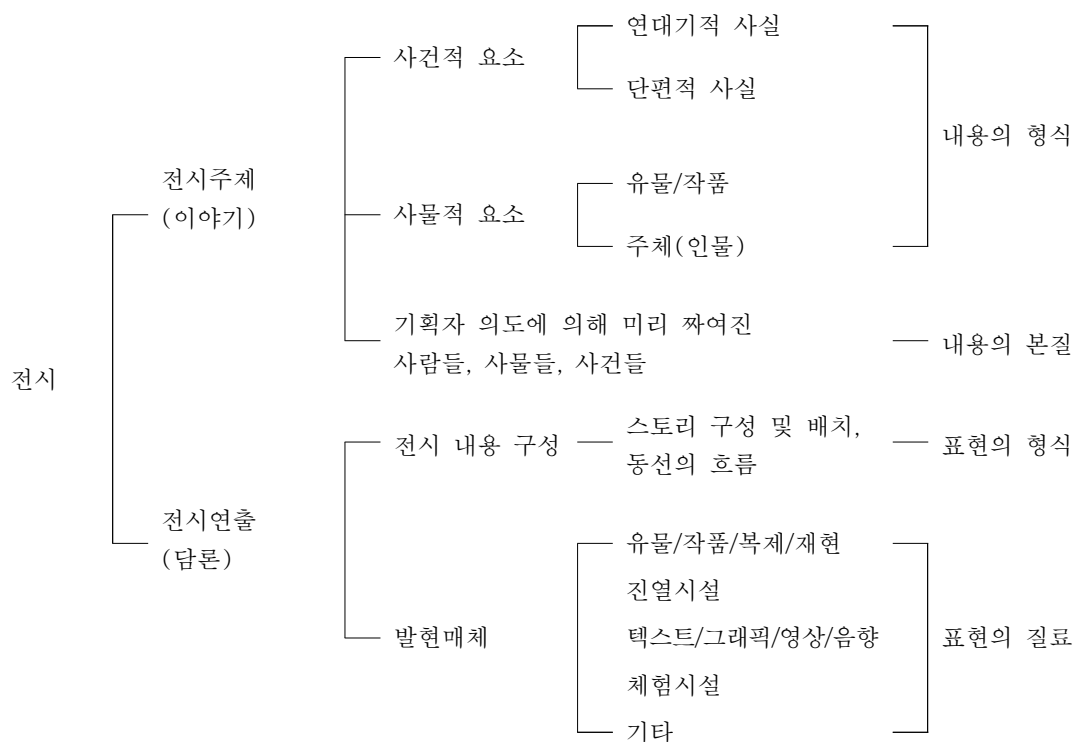 전시
전시주제
(이야기)
사건적 요소
연대기적 사실
단편적 사실
사물적 요소
유물/작품
주체(인물)
내용의 형식
기획자 의도에 의해 미리 짜여진
사람들, 사물들, 사건들
내용의 본질
전시연출
(담론)
전시 내용 구성
스토리 구성 및 배치,
동선의 흐름
표현의 형식
발현매체
유물/작품/복제/재현
진열시설
텍스트/그래픽/영상/음향
체험시설
기타
표현의 질료